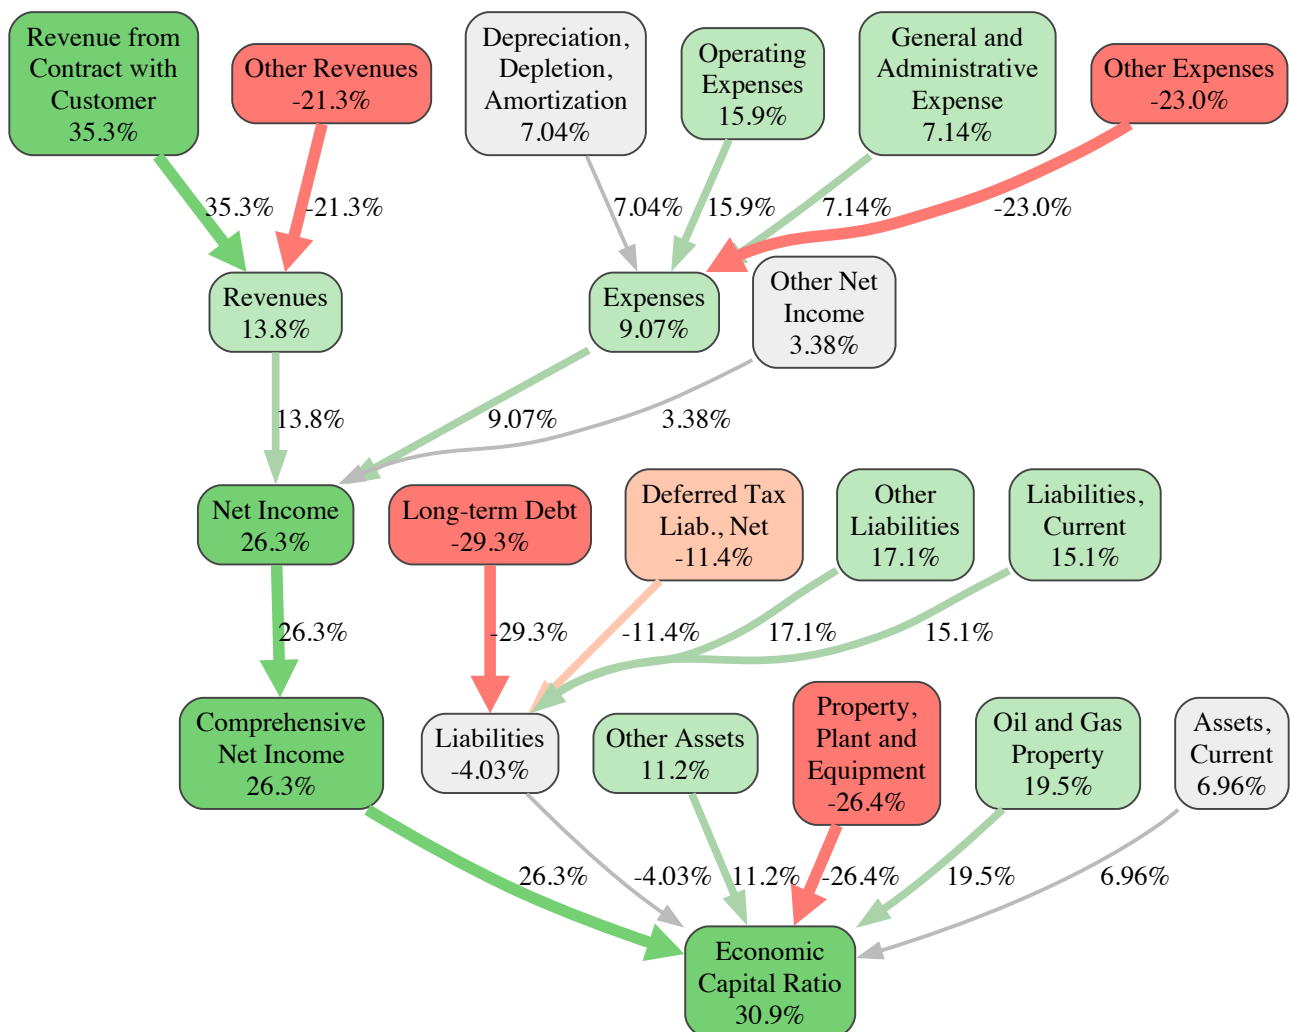 Revenue from
Contract with
Customer
35.3%
Other Revenues
-21.3%
Depreciation,
Depletion,
Amortization
7.04%
Operating
Expenses
15.9%
General and
Administrative
Expense
7.14%
Other Expenses
-23.0%
35.3%
-21.3%
7.04%
15.9%
7.14%
-23.0%
Revenues
13.8%
Expenses
9.07%
Other Net
Income
3.38%
13.8%
9.07%
3.38%
Net Income
26.3%
Long-term Debt
-29.3%
Deferred Tax
Liab., Net
-11.4%
Other
Liabilities
17.1%
Liabilities,
Current
15.1%
26.3%
-29.3%
-11.4%
17.1%
15.1%
Comprehensive
Net Income
26.3%
Liabilities
-4.03%
Other Assets
11.2%
Property,
Plant and
Equipment
-26.4%
Oil and Gas
Property
19.5%
Assets,
Current
6.96%
26.3%
-4.03%
11.2%
-26.4%
19.5%
6.96%
Economic
Capital Ratio
30.9%